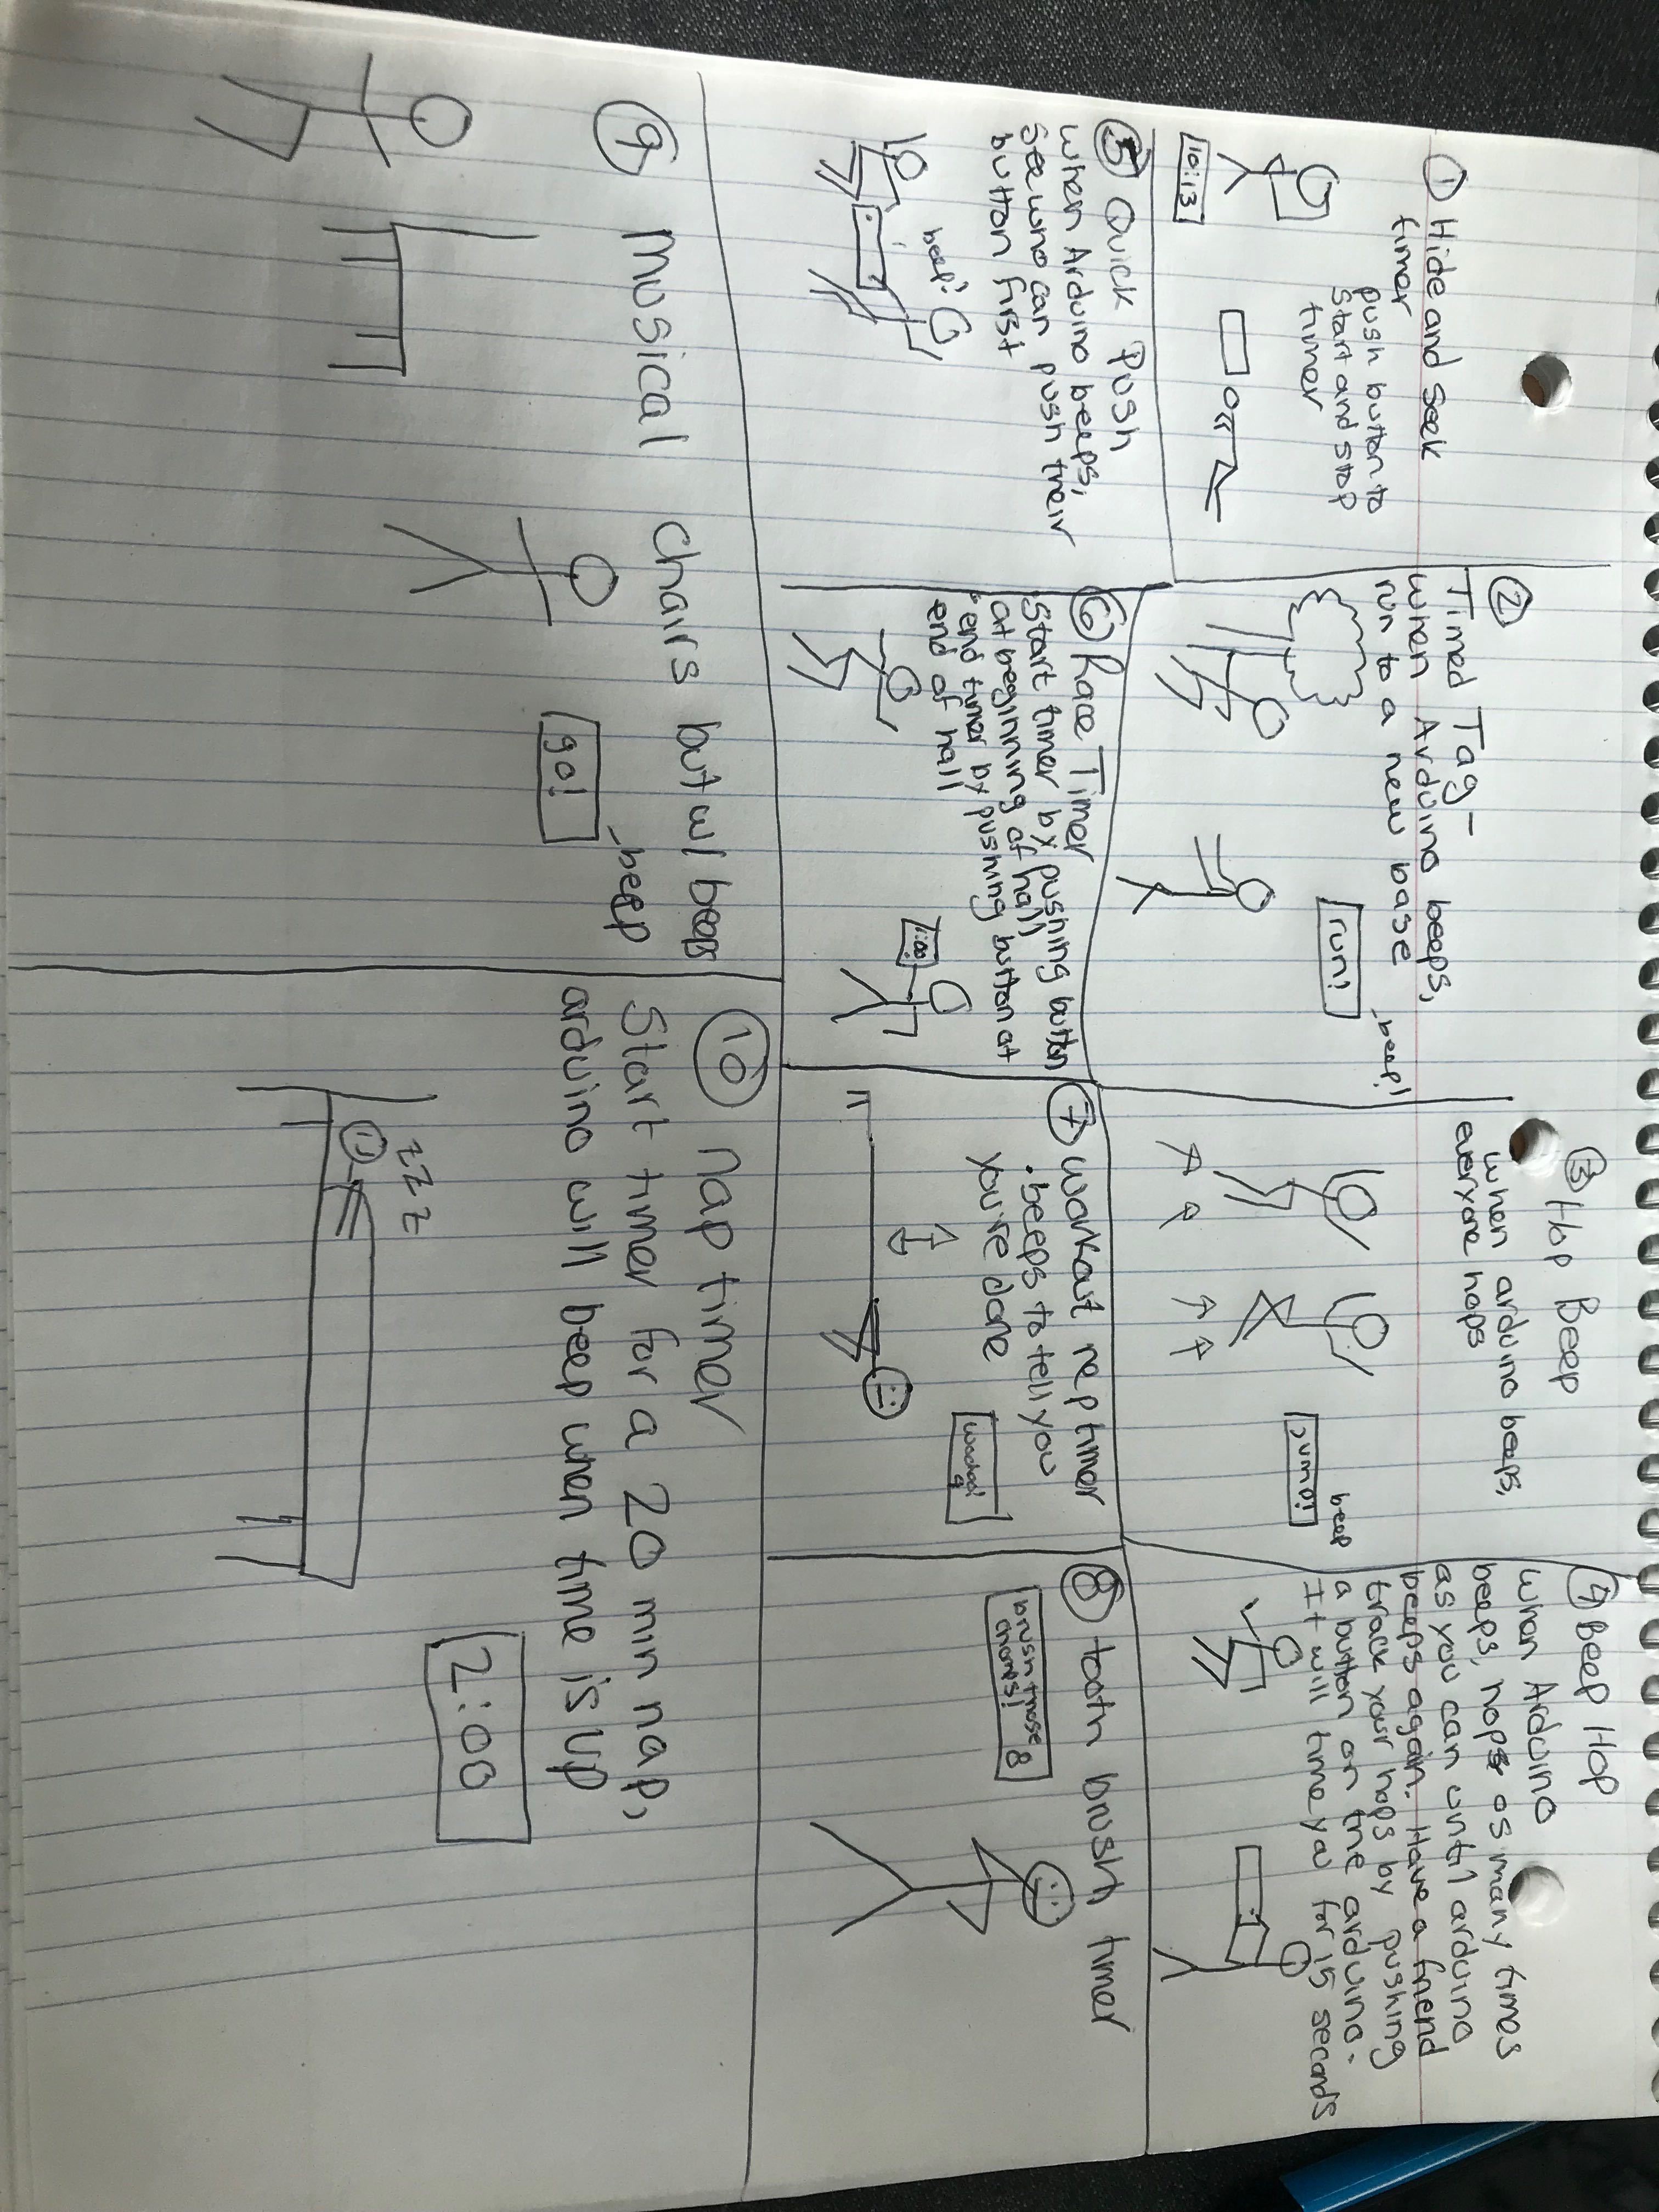 ① Hide and seek
timer
push button to
start and stop
timer
10:13
②
Timed Tag-
when Arduino beeps,
run to a new base
run!
beep!
③ Hop Beep
when arduino beeps,
everyone hops
beep
jump!
④ Beep Hop
When Arduino
beeps, hops as many times
as you can until arduino
beeps again. Have a friend
track your hops by pushing
a button on the arduino.
It will time you for 15 seconds
⑤ Quick Push
when Arduino beeps,
see who can push their
button first
beep!
⑥ Race Timer
Start timer by pushing button
at beginning of hall
end timer by pushing button at
end of hall
1:00
⑦ Workout rep timer
• beeps to tell you
you're done
⑧ tooth brush timer
brush those
chomps!
8
⑨ Musical Chairs but w/ beeps
beep
go!
⑩ nap timer
Start timer for a 20 min nap,
arduino will beep when time is up
zzz
2:00